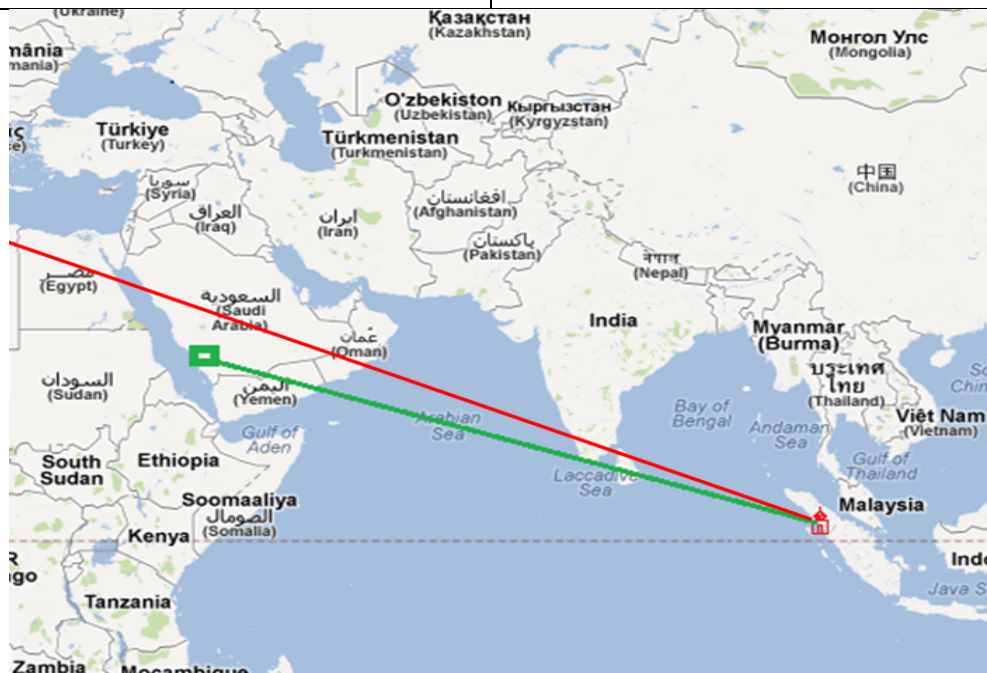 (Ukraine)
Қазақстан
(Kazakhstan)
Монгол Улс
(Mongolia)
mânia
mania)
O'zbekiston
(Uzbekistan)
Кыргызстан
(Kyrgyzstan)
Türkiye
(Turkey)
Türkmenistan
(Turkmenistan)
中国
(China)
سوريا
(Syria)
العراق
(Iraq)
ایران
(Iran)
افغانستان
(Afghanistan)
پاکستان
(Pakistan)
नेपाल
(Nepal)
مصر
(Egypt)
السعودية
(Saudi
Arabia)
عُمان
(Oman)
India
Myanmar
(Burma)
ประเทศ
ไทย
(Thailand)
السودان
(Sudan)
اليمن
(Yemen)
Arabian
Sea
Bay of
Bengal
Andaman
Sea
Việt Nam
(Vietnam)
Gulf of
Aden
South
Sudan
Ethiopia
Laccadive
Sea
Gulf of
Thailand
Malaysia
Soomaaliya
الصومال
(Somalia)
Kenya
Tanzania
Indo
Java S
Zambia
Mocambique